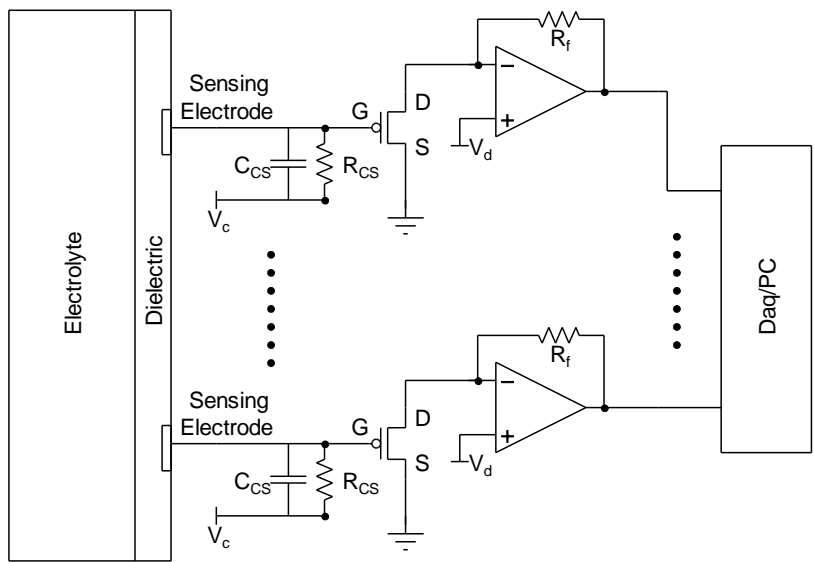 Electrolyte
Dielectric
Sensing
Electrode
G
D
S
C_CS
R_CS
V_c
R_f
−
+
V_d
Daq/PC
Sensing
Electrode
G
D
S
C_CS
R_CS
V_c
R_f
−
+
V_d